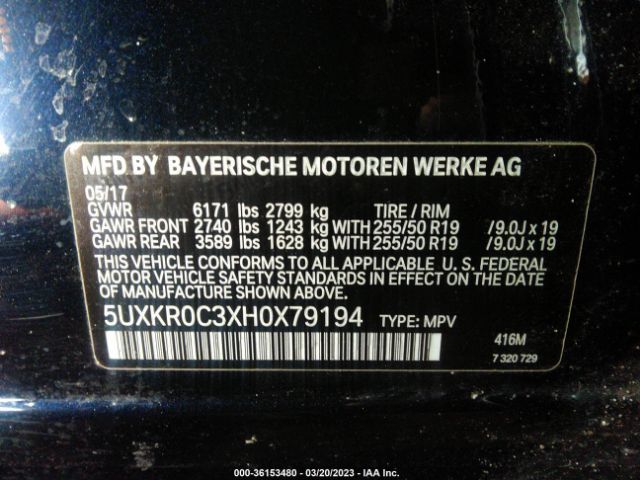 MFD BY BAYERISCHE MOTOREN WERKE AG
05/17
GVWR 6171 lbs 2799 kg TIRE / RIM
GAWR FRONT 2740 lbs 1243 kg WITH 255/50 R19 /9.0J x 19
GAWR REAR 3589 lbs 1628 kg WITH 255/50 R19 /9.0J x 19
THIS VEHICLE CONFORMS TO ALL APPLICABLE U. S. FEDERAL
MOTOR VEHICLE SAFETY STANDARDS IN EFFECT ON THE DATE
OF MANUFACTURE SHOWN ABOVE.
5UXKR0C3XH0X79194 TYPE: MPV
416M
7 320 729
000-36153480 - 03/20/2023 - IAA Inc.